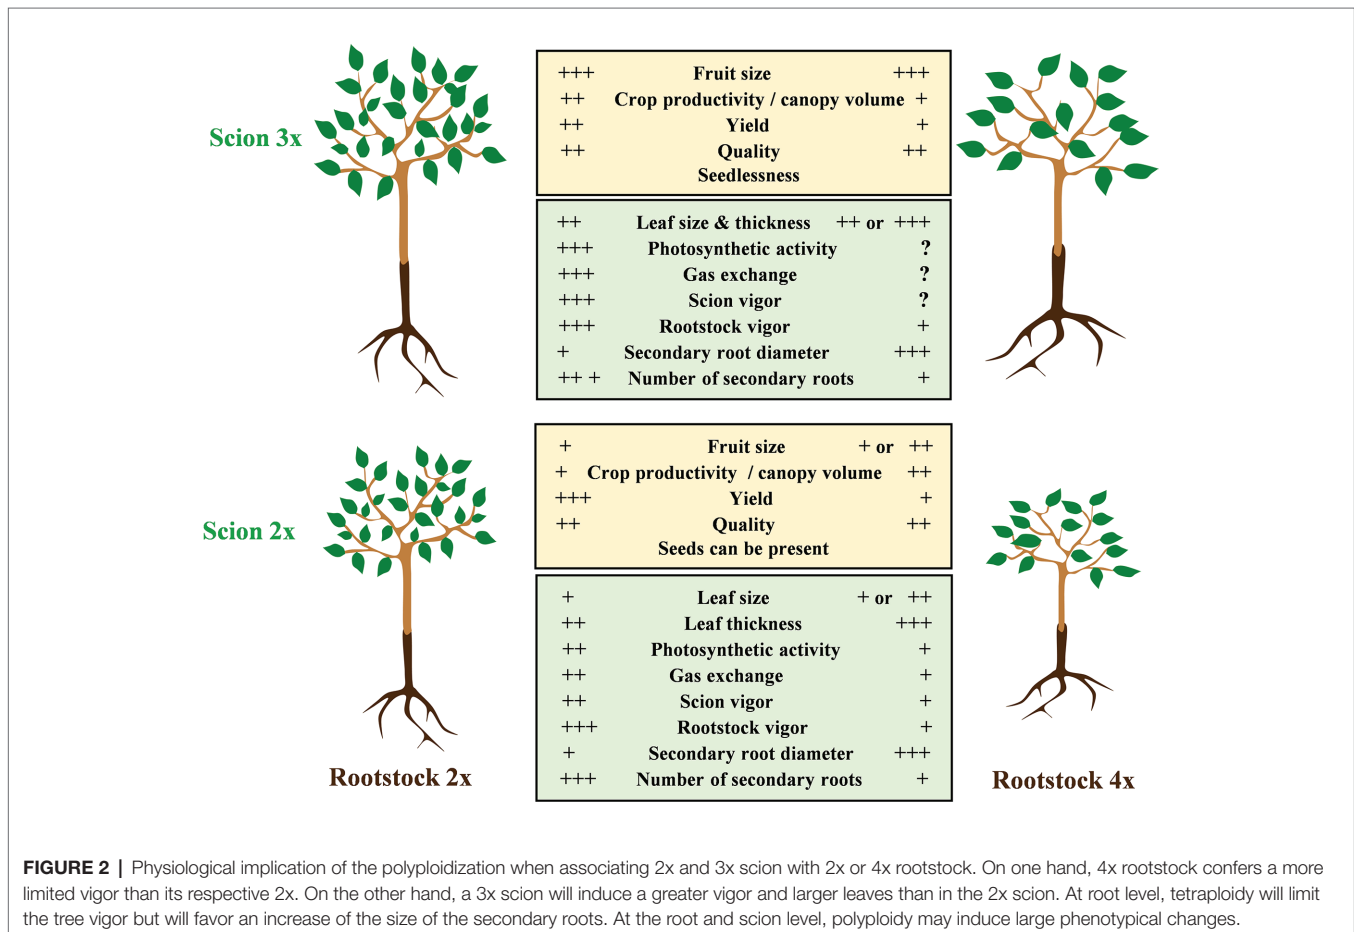 +++ Fruit size +++
++ Crop productivity / canopy volume +
Scion 3x
++ Yield +
++ Quality ++
Seedlessness
++ Leaf size & thickness ++ or +++
+++ Photosynthetic activity ?
+++ Gas exchange ?
+++ Scion vigor ?
+++ Rootstock vigor +
+ Secondary root diameter +++
++ + Number of secondary roots +
+ Fruit size + or ++
+ Crop productivity / canopy volume ++
+++ Yield +
Scion 2x
++ Quality ++
Seeds can be present
+ Leaf size + or ++
++ Leaf thickness +++
++ Photosynthetic activity +
++ Gas exchange +
++ Scion vigor +
+++ Rootstock vigor +
+ Secondary root diameter +++
+++ Number of secondary roots +
Rootstock 2x
Rootstock 4x
FIGURE 2 | Physiological implication of the polyploidization when associating 2x and 3x scion with 2x or 4x rootstock. On one hand, 4x rootstock confers a more
limited vigor than its respective 2x. On the other hand, a 3x scion will induce a greater vigor and larger leaves than in the 2x scion. At root level, tetraploidy will limit
the tree vigor but will favor an increase of the size of the secondary roots. At the root and scion level, polyploidy may induce large phenotypical changes.